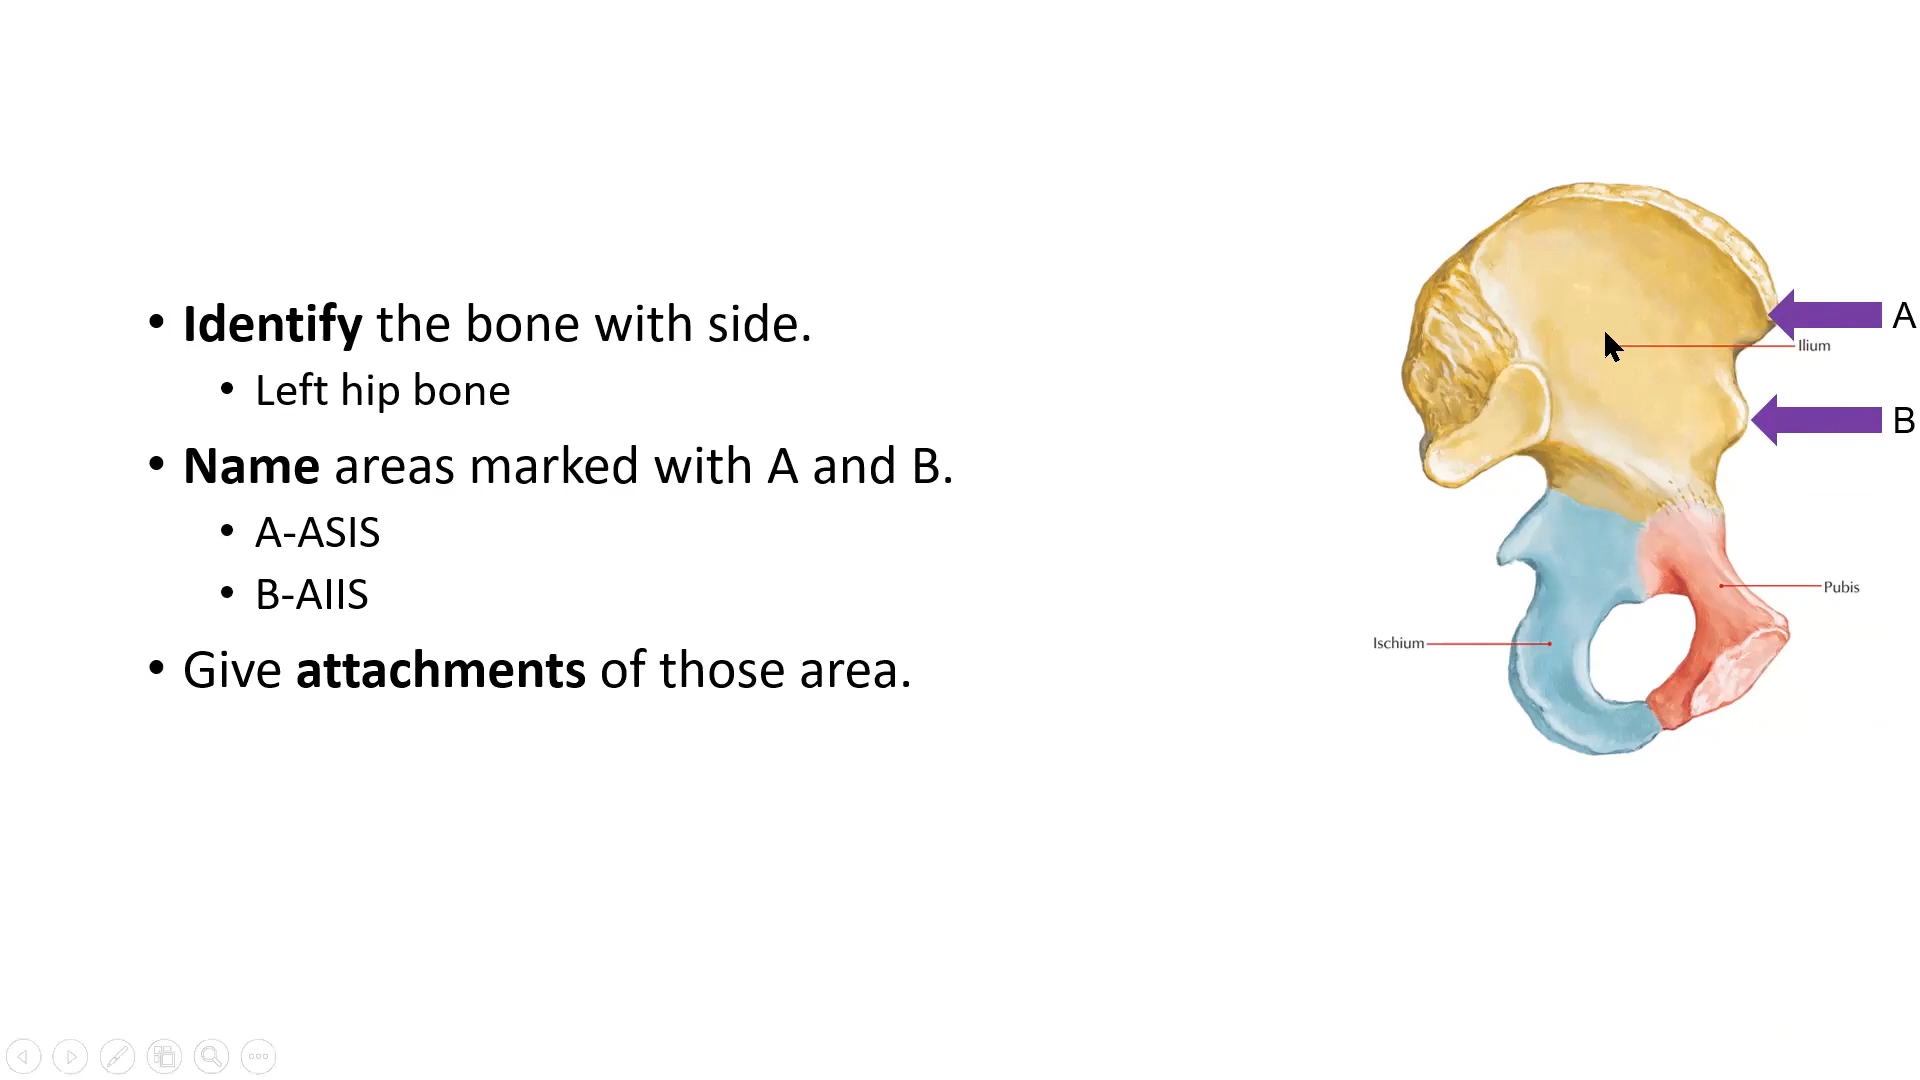 • Identify the bone with side.
• Left hip bone
• Name areas marked with A and B.
• A-ASIS
• B-AIIS
• Give attachments of those area.
A
Ilium
B
Pubis
Ischium